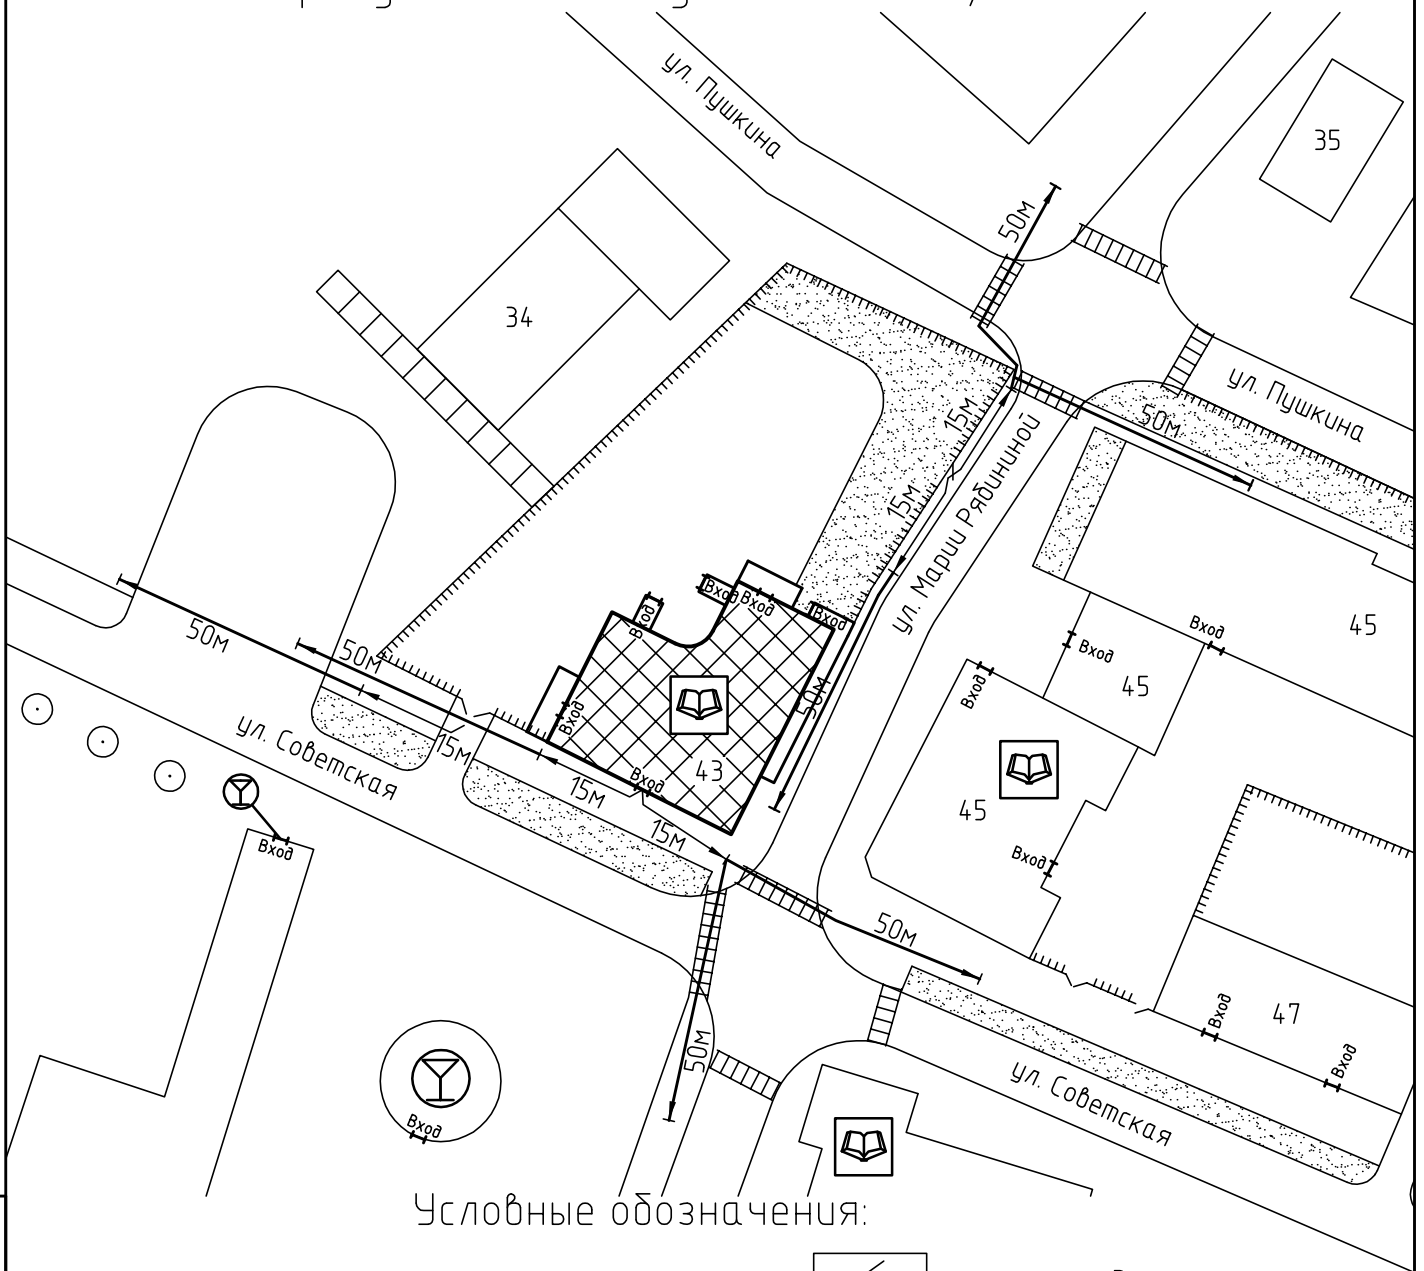 ул. Пушкина
35
50м
34
ул. Пушкина
50м
15м
15м
ул. Марии Рябининой
45
Вход
Вход
Вход
Вход
Вход
Вход
45
Вход
50м
50м
50м
Вход
Вход
43
Вход
15м
15м
15м
ул. Советская
45
Вход
Вход
50м
47
Вход
Вход
50м
ул. Советская
Вход
Условные обозначения: